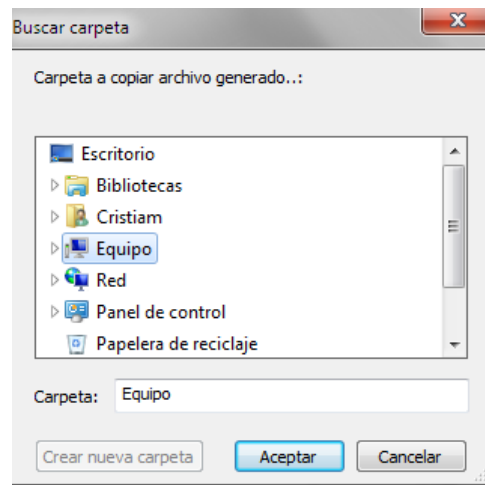 Buscar carpeta
Carpeta a copiar archivo generado..:
Escritorio
Bibliotecas
Cristiam
Equipo
Red
Panel de control
Papelera de reciclaje
Carpeta: Equipo
Crear nueva carpeta Aceptar Cancelar